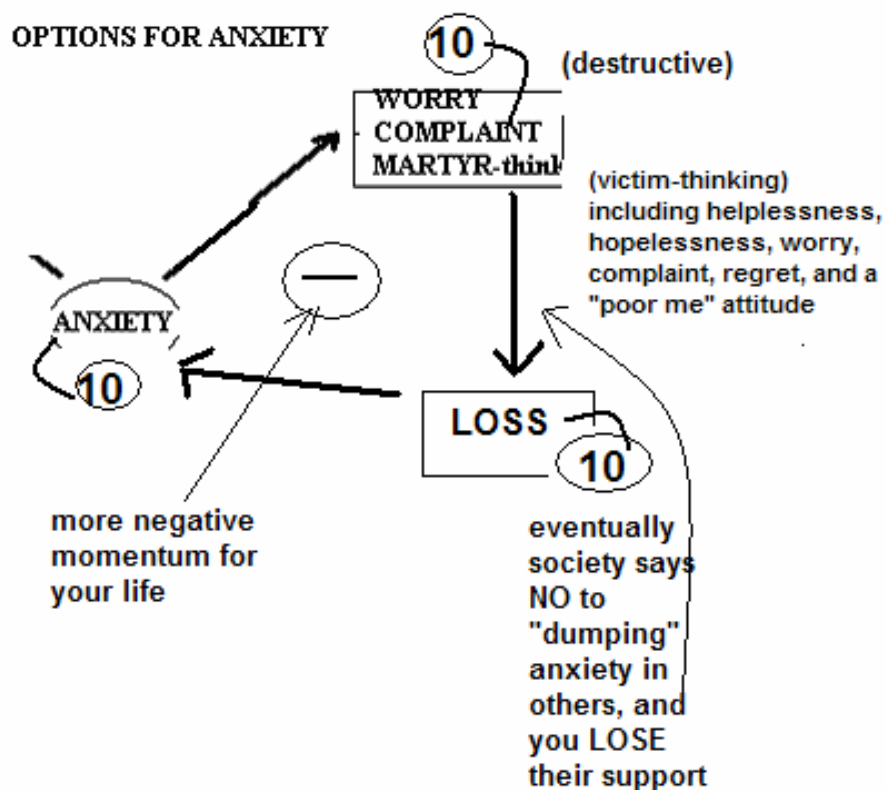 OPTIONS FOR ANXIETY
10
(destructive)
WORRY
COMPLAINT
MARTYR-think
(victim-thinking)
including helplessness,
hopelessness, worry,
complaint, regret, and a
"poor me" attitude
—
ANXIETY
10
LOSS
10
more negative
momentum for
your life
eventually
society says
NO to
"dumping"
anxiety in
others, and
you LOSE
their support